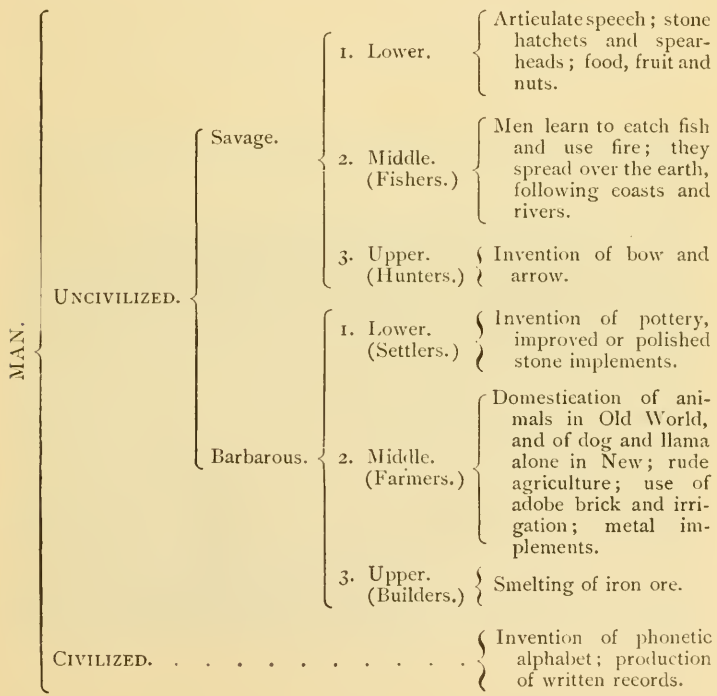 Articulate speech; stone
hatchets and spear-
heads; food, fruit and
nuts.
1. Lower.
Savage.
2. Middle.
(Fishers.)
Men learn to catch fish
and use fire; they
spread over the earth,
following coasts and
rivers.
3. Upper.
(Hunters.)
Invention of bow and
arrow.
UNCIVILIZED.
1. Lower.
(Settlers.)
Invention of pottery,
improved or polished
stone implements.
MAN.
Barbarous.
2. Middle.
(Farmers.)
Domestication of ani-
mals in Old World,
and of dog and llama
alone in New; rude
agriculture; use of
adobe brick and irri-
gation; metal im-
plements.
3. Upper.
(Builders.)
Smelting of iron ore.
CIVILIZED. . . . . . . . . . .
Invention of phonetic
alphabet; production
of written records.